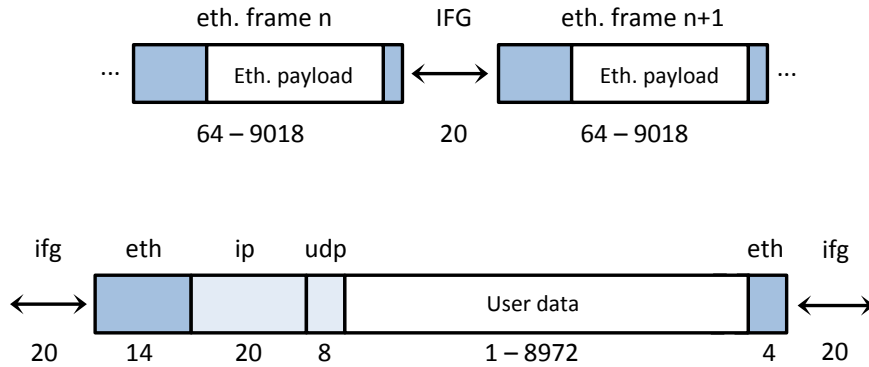 eth. frame n IFG eth. frame n+1
... Eth. payload Eth. payload ...
64 – 9018 20 64 – 9018
ifg eth ip udp eth ifg
User data
20 14 20 8 1 – 8972 4 20